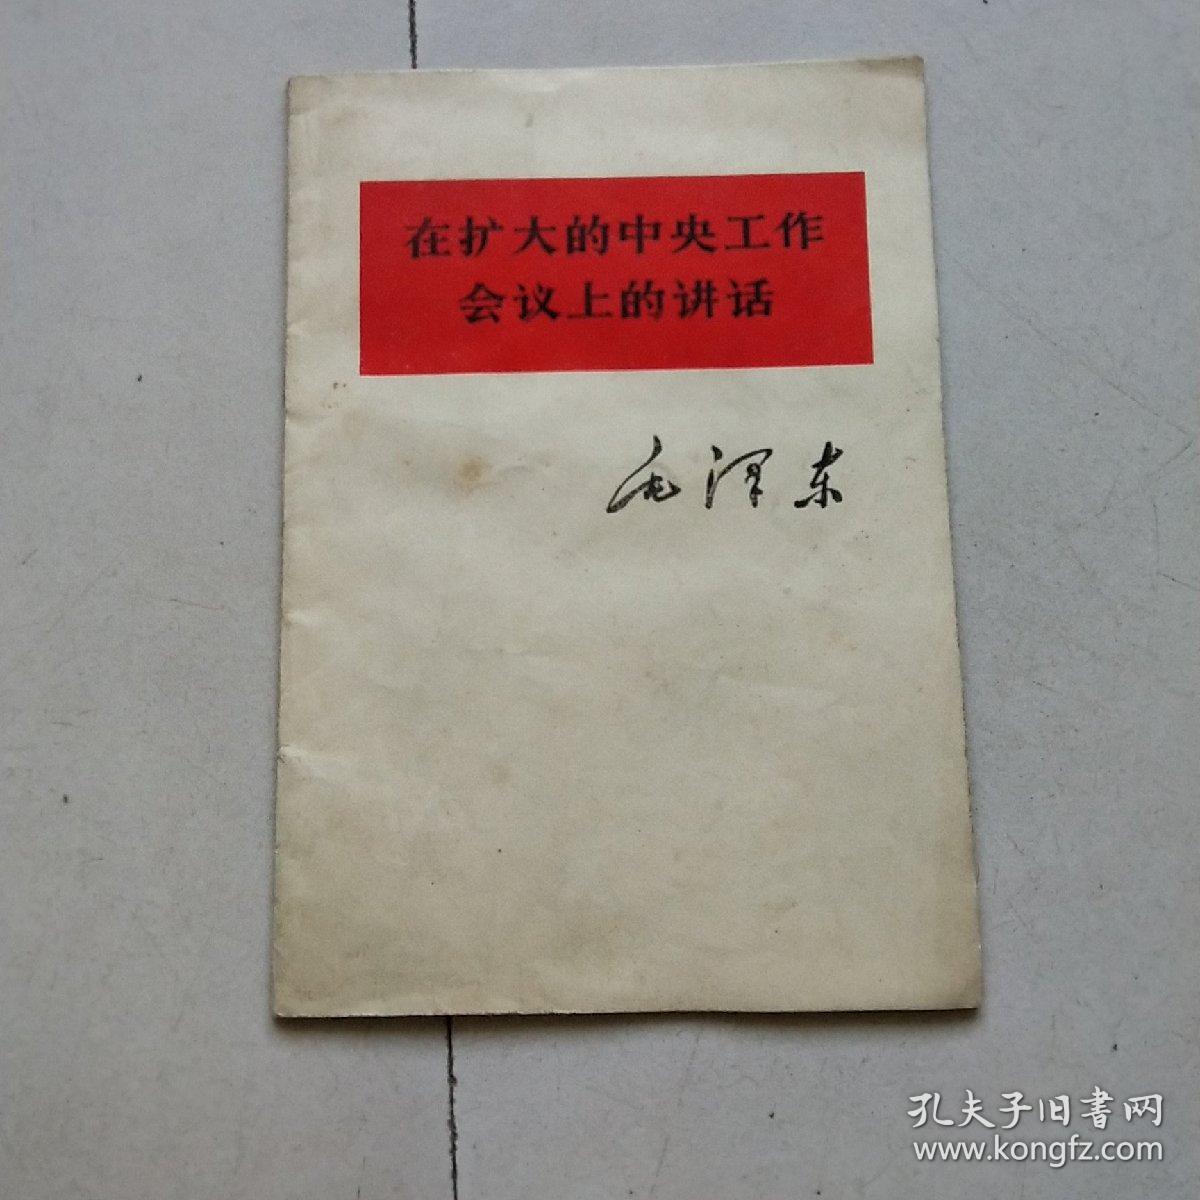 在扩大的中央工作
会议上的讲话
毛泽东
孔夫子旧書网
www.kongfz.com